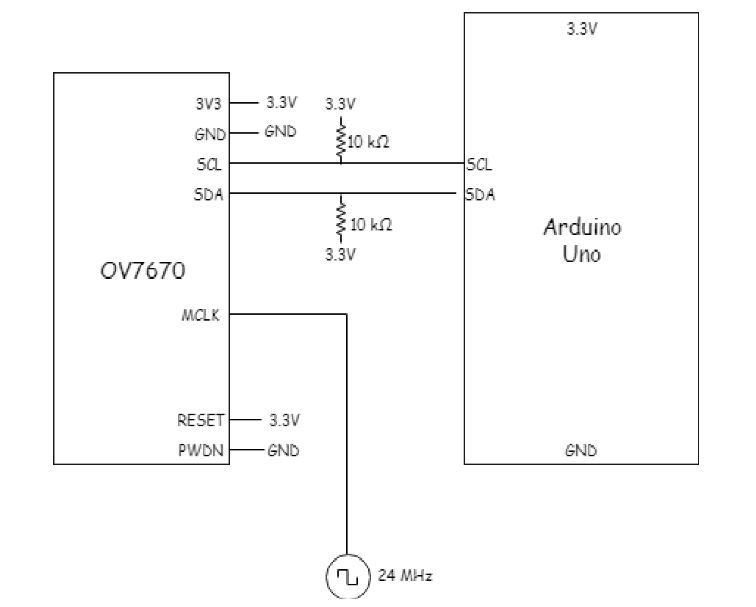 3.3V
3V3 3.3V 3.3V
GND GND 10 kΩ
SCL SCL
SDA SDA
10 kΩ
Arduino
Uno
3.3V
OV7670
MCLK
RESET 3.3V
PWDN GND GND
24 MHz